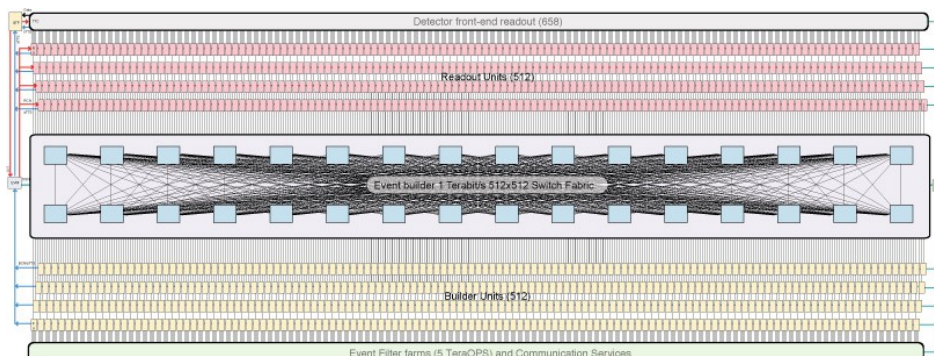 Detector front-end readout (658)
Readout Units (512)
Event builder 1 Terabit/s 512x512 Switch Fabric
Builder Units (512)
Event Filter farms (5 TeraOPS) and Communication Services